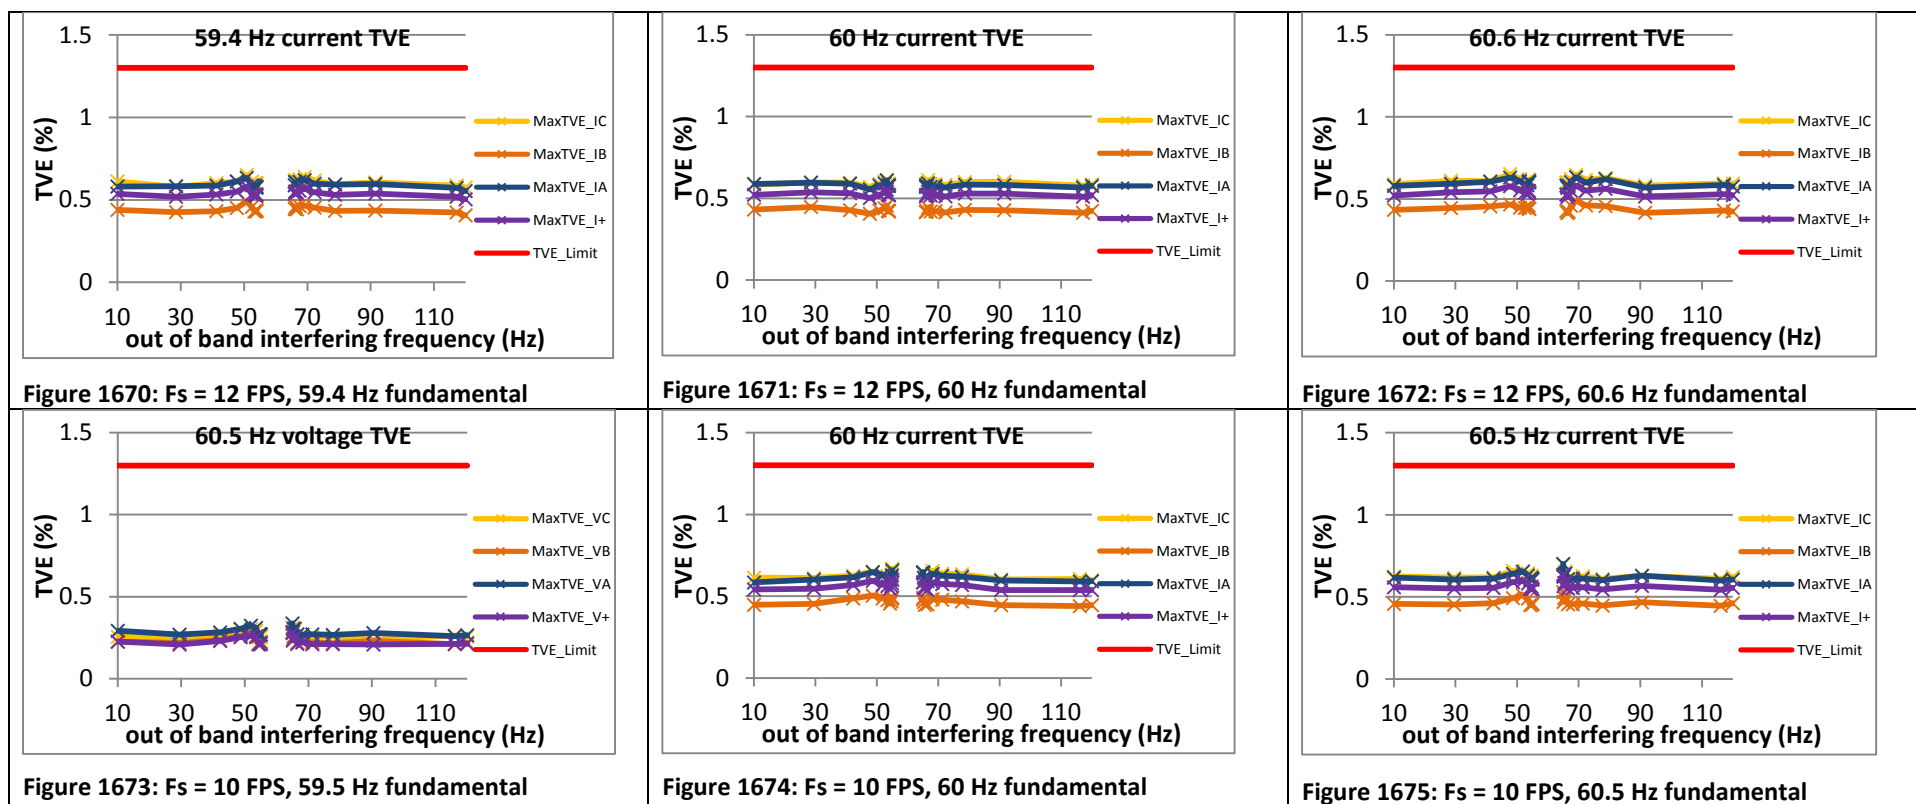 59.4 Hz current TVE
1.5
1
0.5
0
TVE (%)
10 30 50 70 90 110
out of band interfering frequency (Hz)
MaxTVE_IC
MaxTVE_IB
MaxTVE_IA
MaxTVE_I+
TVE_Limit
Figure 1670: Fs = 12 FPS, 59.4 Hz fundamental
60 Hz current TVE
1.5
1
0.5
0
TVE (%)
10 30 50 70 90 110
out of band interfering frequency (Hz)
MaxTVE_IC
MaxTVE_IB
MaxTVE_IA
MaxTVE_I+
TVE_Limit
Figure 1671: Fs = 12 FPS, 60 Hz fundamental
60.6 Hz current TVE
1.5
1
0.5
0
TVE (%)
10 30 50 70 90 110
out of band interfering frequency (Hz)
MaxTVE_IC
MaxTVE_IB
MaxTVE_IA
MaxTVE_I+
TVE_Limit
Figure 1672: Fs = 12 FPS, 60.6 Hz fundamental
60.5 Hz voltage TVE
1.5
1
0.5
0
TVE (%)
10 30 50 70 90 110
out of band interfering frequency (Hz)
MaxTVE_VC
MaxTVE_VB
MaxTVE_VA
MaxTVE_V+
TVE_Limit
Figure 1673: Fs = 10 FPS, 59.5 Hz fundamental
60 Hz current TVE
1.5
1
0.5
0
TVE (%)
10 30 50 70 90 110
out of band interfering frequency (Hz)
MaxTVE_IC
MaxTVE_IB
MaxTVE_IA
MaxTVE_I+
TVE_Limit
Figure 1674: Fs = 10 FPS, 60 Hz fundamental
60.5 Hz current TVE
1.5
1
0.5
0
TVE (%)
10 30 50 70 90 110
out of band interfering frequency (Hz)
MaxTVE_IC
MaxTVE_IB
MaxTVE_IA
MaxTVE_I+
TVE_Limit
Figure 1675: Fs = 10 FPS, 60.5 Hz fundamental